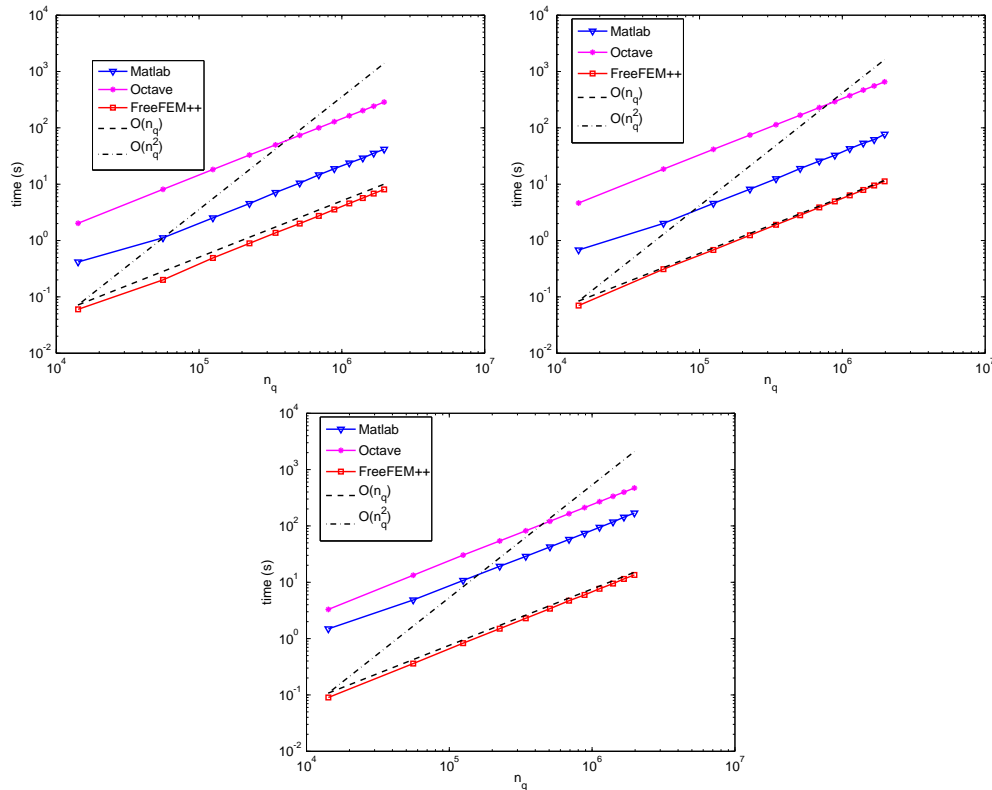 10^5
10^4
10^3
10^2
10^1
10^0
10^-1
10^-2
time (s)
10^4
10^5
10^6
10^7
n_q
Matlab
Octave
FreeFEM++
O(n_q)
O(n_q^2)
10^4
10^3
10^2
10^1
10^0
10^-1
10^-2
time (s)
10^4
10^5
10^6
10^7
n_q
Matlab
Octave
FreeFEM++
O(n_q)
O(n_q^2)
10^4
10^3
10^2
10^1
10^0
10^-1
10^-2
time (s)
10^4
10^5
10^6
10^7
n_q
Matlab
Octave
FreeFEM++
O(n_q)
O(n_q^2)